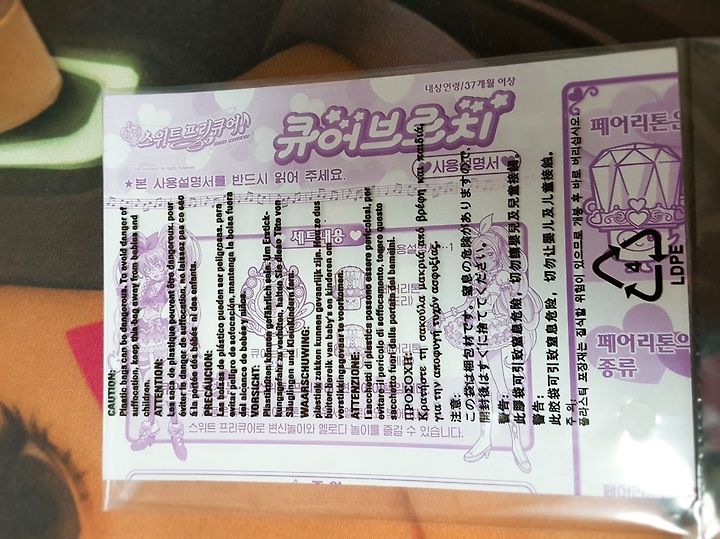 대상연령/37개월 이상
스위트 프리큐어♪
큐어브로치
사용설명서
★본 사용설명서를 반드시 읽어 주세요.
세트내용
페어리톤은
페어리톤의
종류
스위트 프리큐어로 변신놀이와 멜로디 놀이를 즐길 수 있습니다.
CAUTION:
Plastic bags can be dangerous. To avoid danger of
suffocation, keep this bag away from babies and
children.
ATTENTION:
Les sacs de plastique peuvent être dangereux. pour
éviter le danger de suffocation, ne laissez pas ce sac
à la portée des bébés ni des enfants.
PRECAUCION:
Las bolsas de plástico pueden ser peligrosas. para
evitar peligro de sofocación, mantenga la bolsa fuera
del alcance de bebés y niños.
VORSICHT:
Plastiktüten können gefährlich sein. Um Erstick-
ungsgefahr zu verhüten, halten Sie diese Tüte von
Säuglingen und Kleinkindern fern.
WAARSCHUWING:
plastiek zakken kunnen gevaarlijk zijn. Hou ze dus
buiten bereik van baby's en kinderen om
verstikkingsgevaar te voorkomen.
ATTENZIONE:
I sacchetti di plastica possono essere pericolosi, per
evitare il pericolo di soffocamento, tenere questo
sacchetto fuori della portata dei bambini.
ΠΡΟΣΟΧΗ:
Κρατήστε τη σακούλα μακριά από βρέφη και παιδιά,
για την αποφυγή τυχόν ασφυξίας.
注意:
この袋は梱包材です。窒息の危険がありますので、
開封後はすぐに捨ててください。
警告:
此膠袋可引致窒息危險，切勿讓嬰兒及兒童接觸。
警告:
此胶袋可引致窒息危险，切勿让婴儿及儿童接触。
주 의:
플라스틱 포장재는 질식할 위험이 있으므로 개봉 후 바로 버리십시오.
4
LDPE